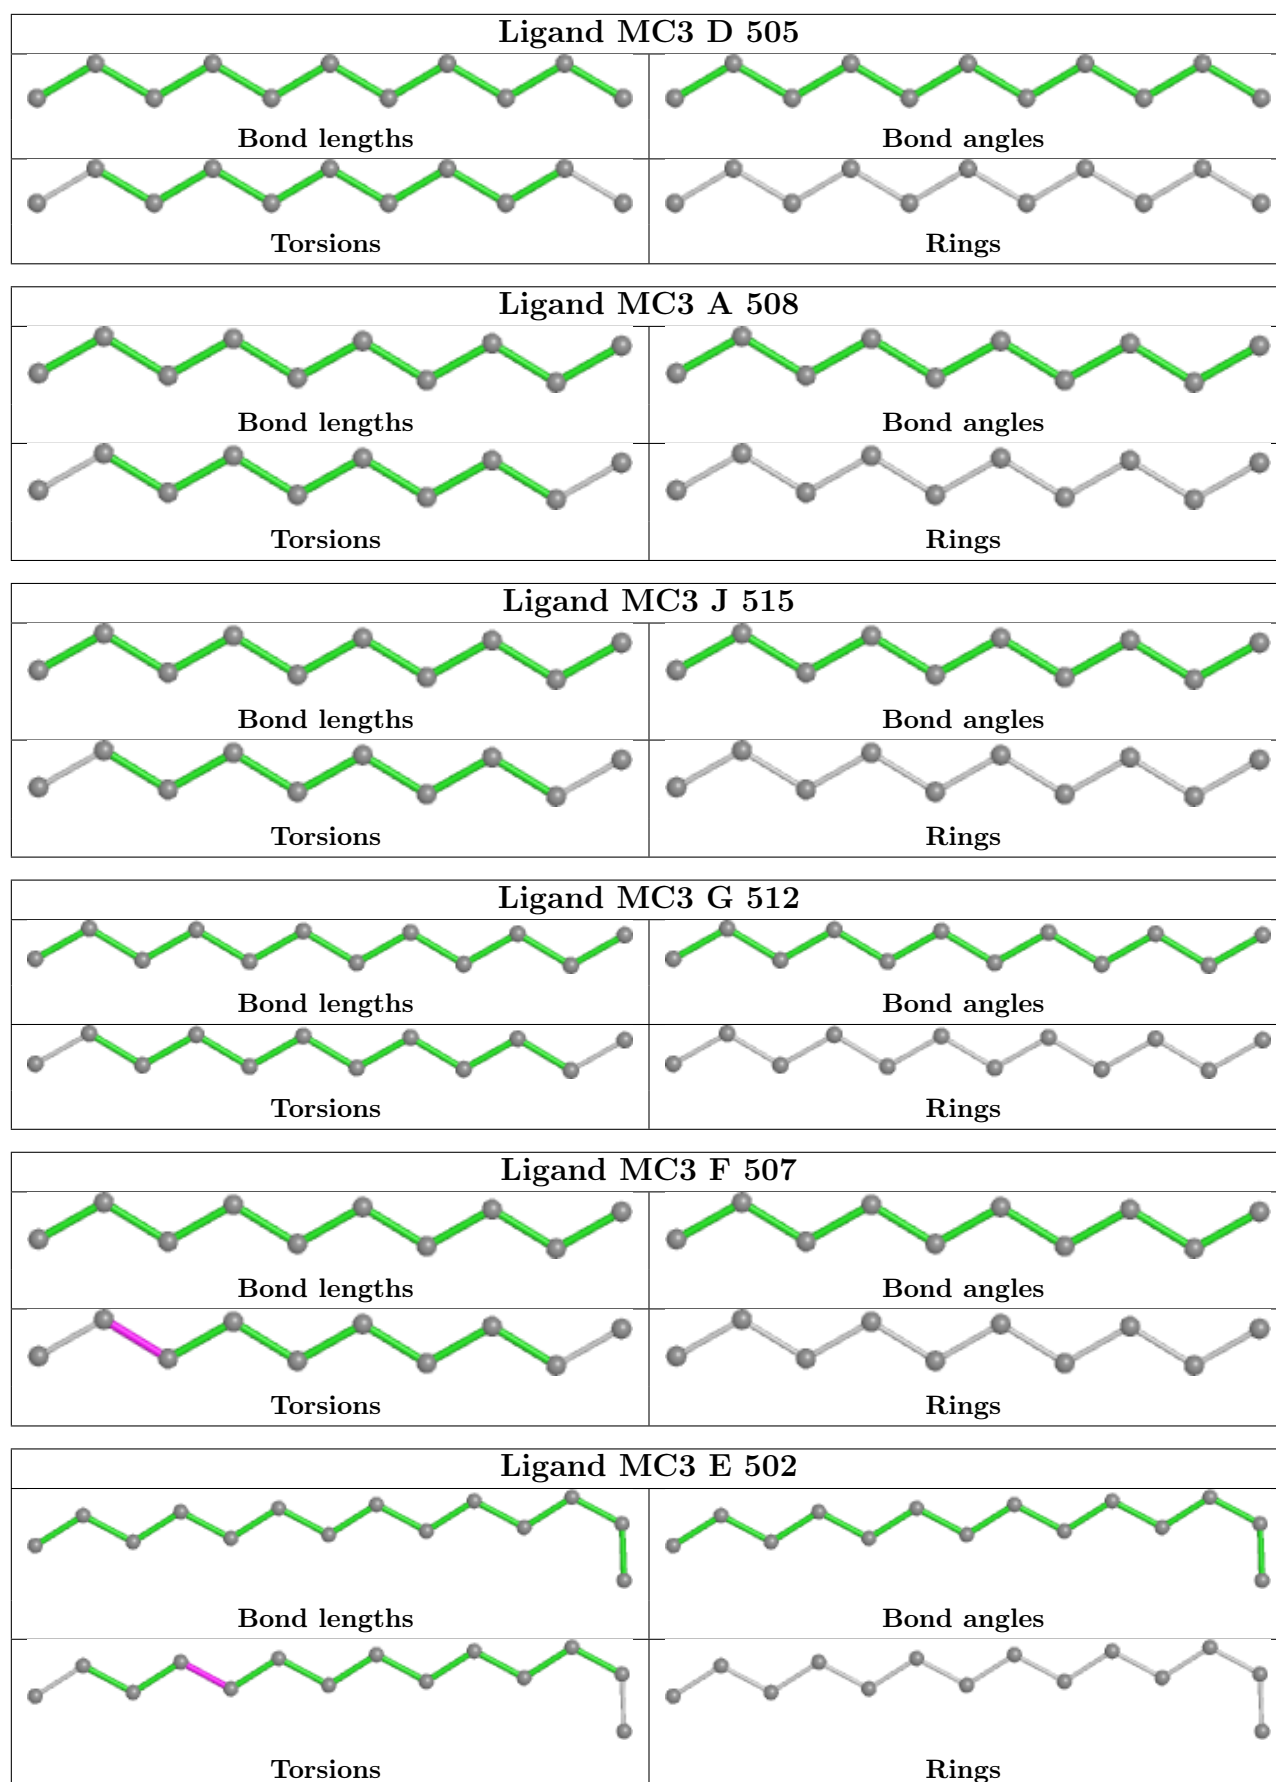 Ligand MC3 D 505
Bond lengths
Bond angles
Torsions
Rings
Ligand MC3 A 508
Bond lengths
Bond angles
Torsions
Rings
Ligand MC3 J 515
Bond lengths
Bond angles
Torsions
Rings
Ligand MC3 G 512
Bond lengths
Bond angles
Torsions
Rings
Ligand MC3 F 507
Bond lengths
Bond angles
Torsions
Rings
Ligand MC3 E 502
Bond lengths
Bond angles
Torsions
Rings